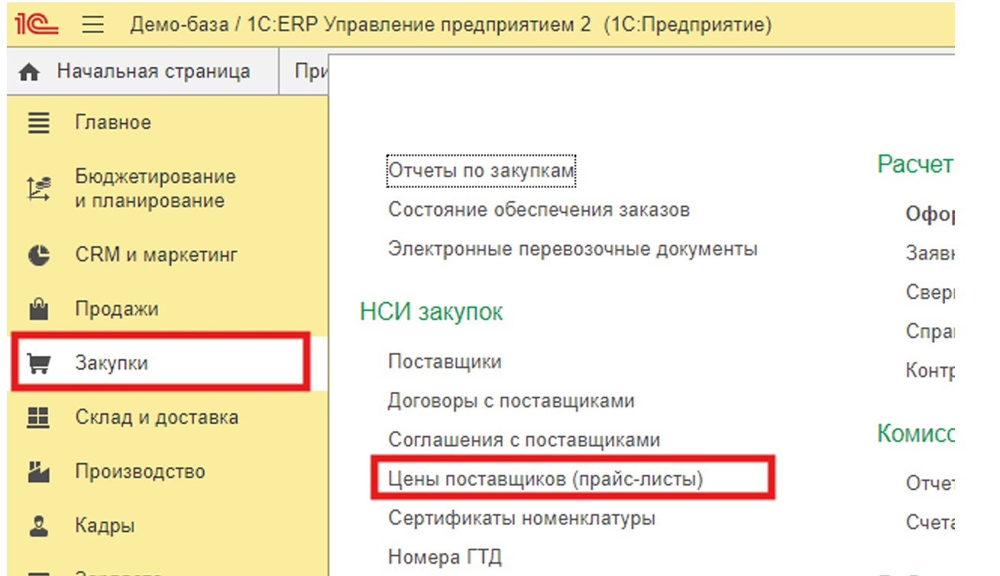 1С Демо-база / 1С:ERP Управление предприятием 2 (1С:Предприятие)
Начальная страница
При
Главное
Бюджетирование
и планирование
CRM и маркетинг
Продажи
Закупки
Склад и доставка
Производство
Кадры
Отчеты по закупкам
Состояние обеспечения заказов
Электронные перевозочные документы
НСИ закупок
Поставщики
Договоры с поставщиками
Соглашения с поставщиками
Цены поставщиков (прайс-листы)
Сертификаты номенклатуры
Номера ГТД
Расчет
Офор
Заявк
Сверк
Справ
Контр
Комисс
Отчет
Счета